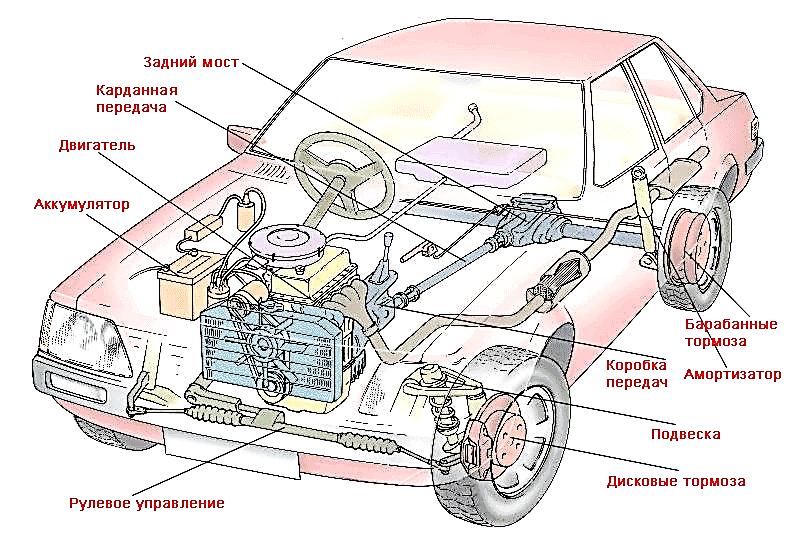 Задний мост
Карданная
передача
Двигатель
Аккумулятор
Барабанные
тормоза
Коробка
передач
Амортизатор
Подвеска
Дисковые тормоза
Рулевое управление